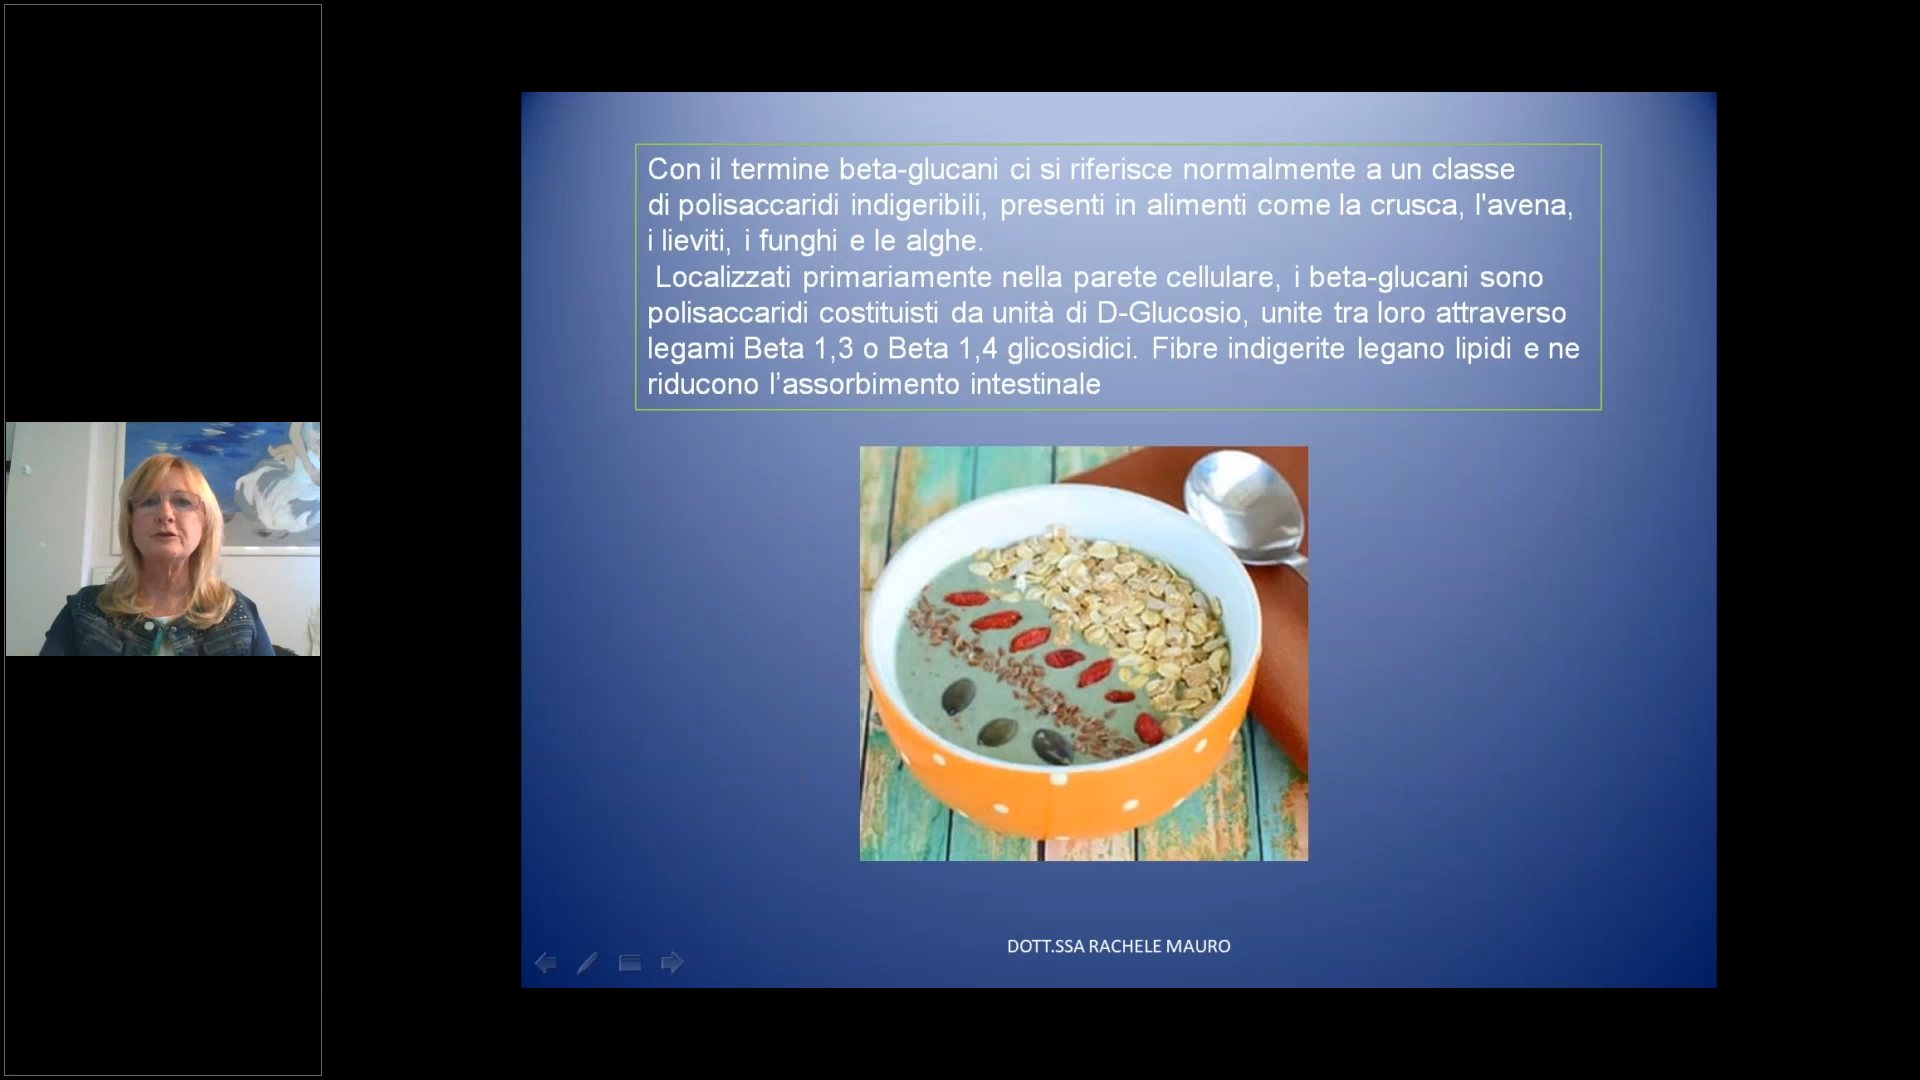 Con il termine beta-glucani ci si riferisce normalmente a un classe
di polisaccaridi indigeribili, presenti in alimenti come la crusca, l'avena,
i lieviti, i funghi e le alghe.
Localizzati primariamente nella parete cellulare, i beta-glucani sono
polisaccaridi costituisti da unità di D-Glucosio, unite tra loro attraverso
legami Beta 1,3 o Beta 1,4 glicosidici. Fibre indigerite legano lipidi e ne
riducono l’assorbimento intestinale
DOTT.SSA RACHELE MAURO